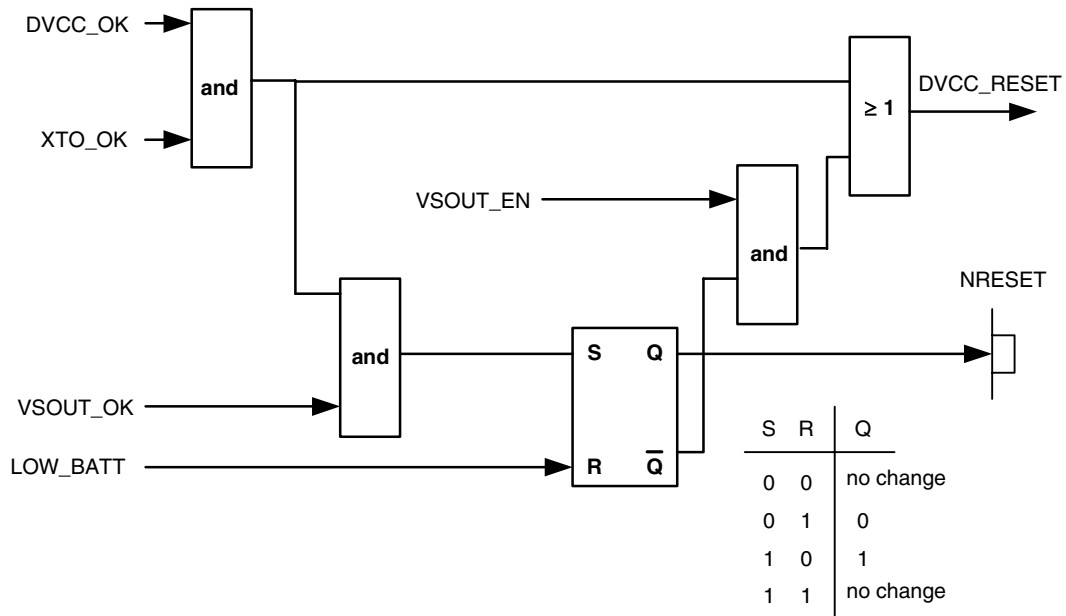 DVCC_OK
and
XTO_OK
≥ 1
DVCC_RESET
VSOUT_EN
and
NRESET
and
S Q
VSOUT_OK
LOW_BATT
R Q̅
S R Q
0 0 no change
0 1 0
1 0 1
1 1 no change